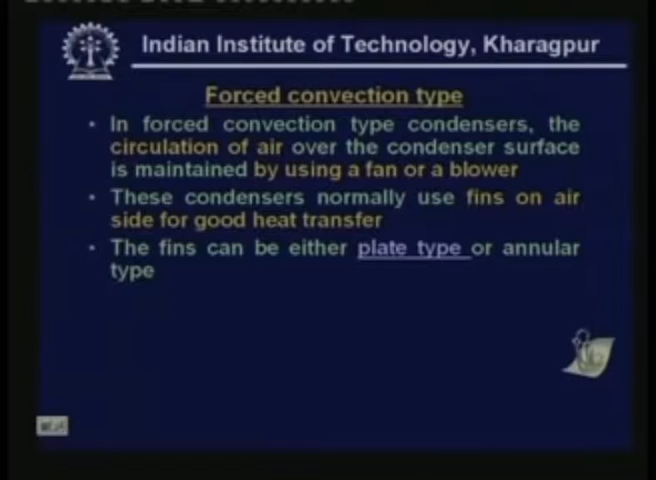 Indian Institute of Technology, Kharagpur
Forced convection type
• In forced convection type condensers, the
circulation of air over the condenser surface
is maintained by using a fan or a blower
• These condensers normally use fins on air
side for good heat transfer
• The fins can be either plate type or annular
type